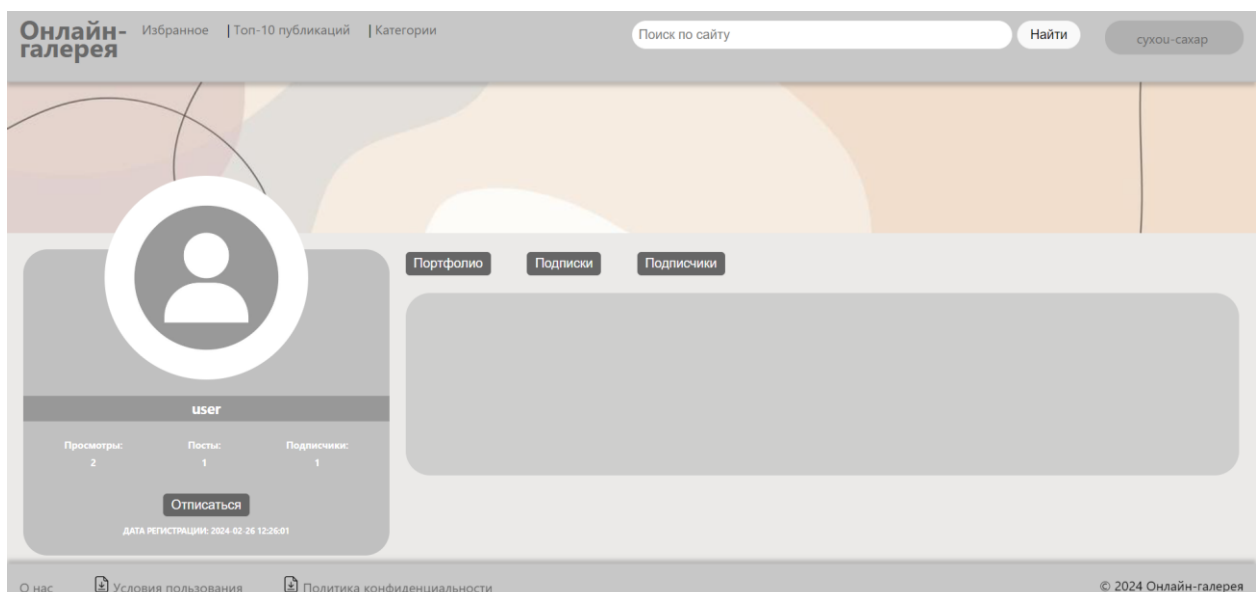 Онлайн-
галерея
Избранное
|Топ-10 публикаций
|Категории
Поиск по сайту
Найти
сухои-сахар
Портфолио
Подписки
Подписчики
user
Просмотры:
2
Посты:
1
Подписчики:
1
Отписаться
ДАТА РЕГИСТРАЦИИ: 2024-02-26 12:26:01
О нас
Условия пользования
Политика конфиденциальности
© 2024 Онлайн-галерея